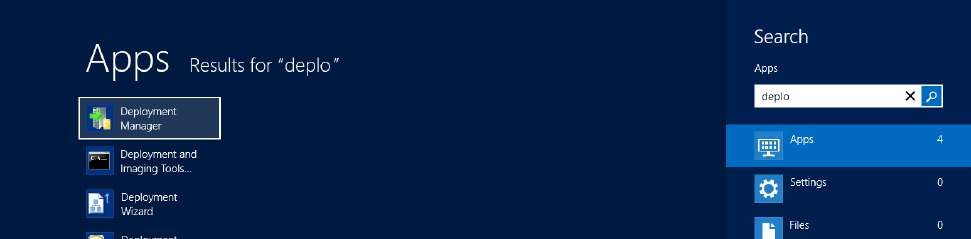 Apps Results for “deplo”
Deployment
Manager
Deployment and
Imaging Tools...
Deployment
Wizard
Deployment
Search
Apps
deplo
Apps 4
Settings 0
Files 0